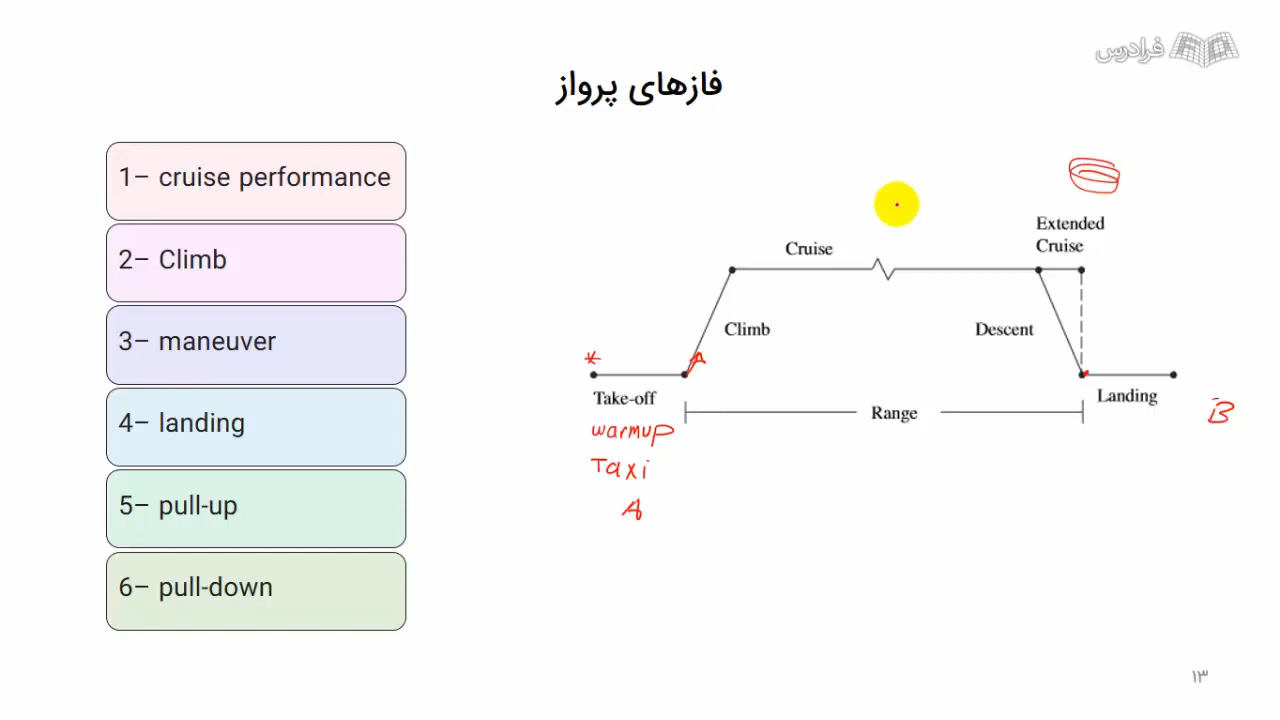 فرادرس
فازهای پرواز
1– cruise performance
2– Climb
3– maneuver
4– landing
5– pull-up
6– pull-down
Extended
Cruise
Cruise
Climb
Descent
Take-off
Landing
Range
warmup
Taxi
A
B
۱۳